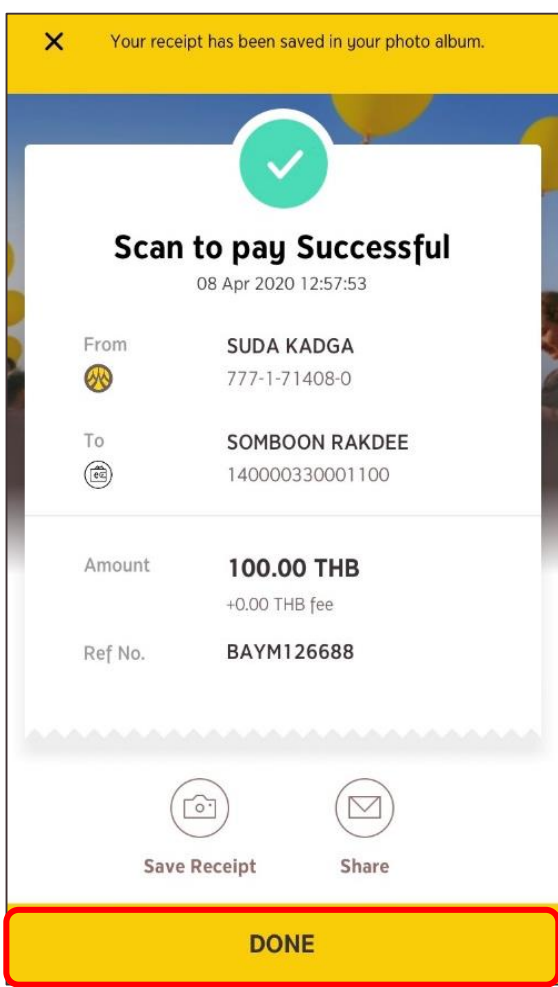 Your receipt has been saved in your photo album.
Scan to pay Successful
08 Apr 2020 12:57:53
From SUDA KADGA
777-1-71408-0
To SOMBOON RAKDEE
140000330001100
Amount 100.00 THB
+0.00 THB fee
Ref No. BAYM126688
Save Receipt Share
DONE